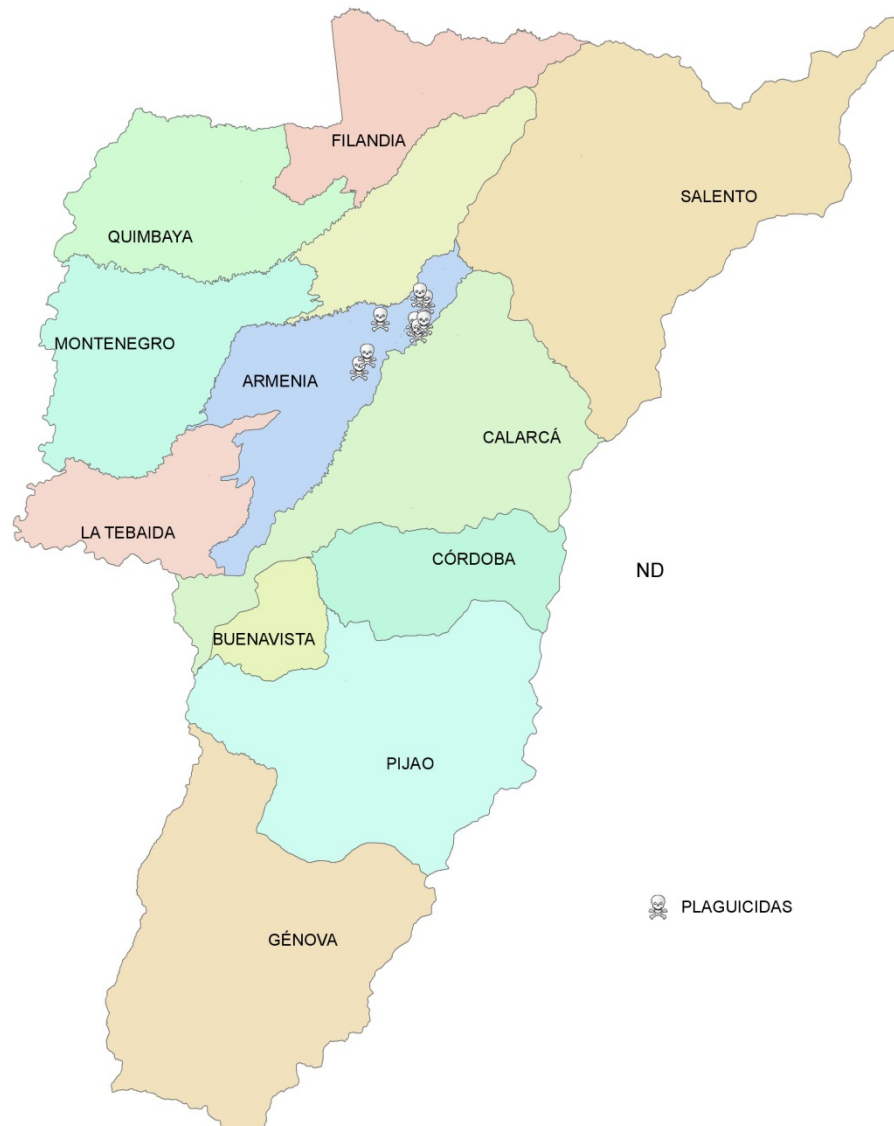 FILANDIA
SALENTO
QUIMBAYA
MONTENEGRO
ARMENIA
CALARCÁ
LA TEBAIDA
CÓRDOBA
ND
BUENAVISTA
PIJAO
PLAGUICIDAS
GÉNOVA